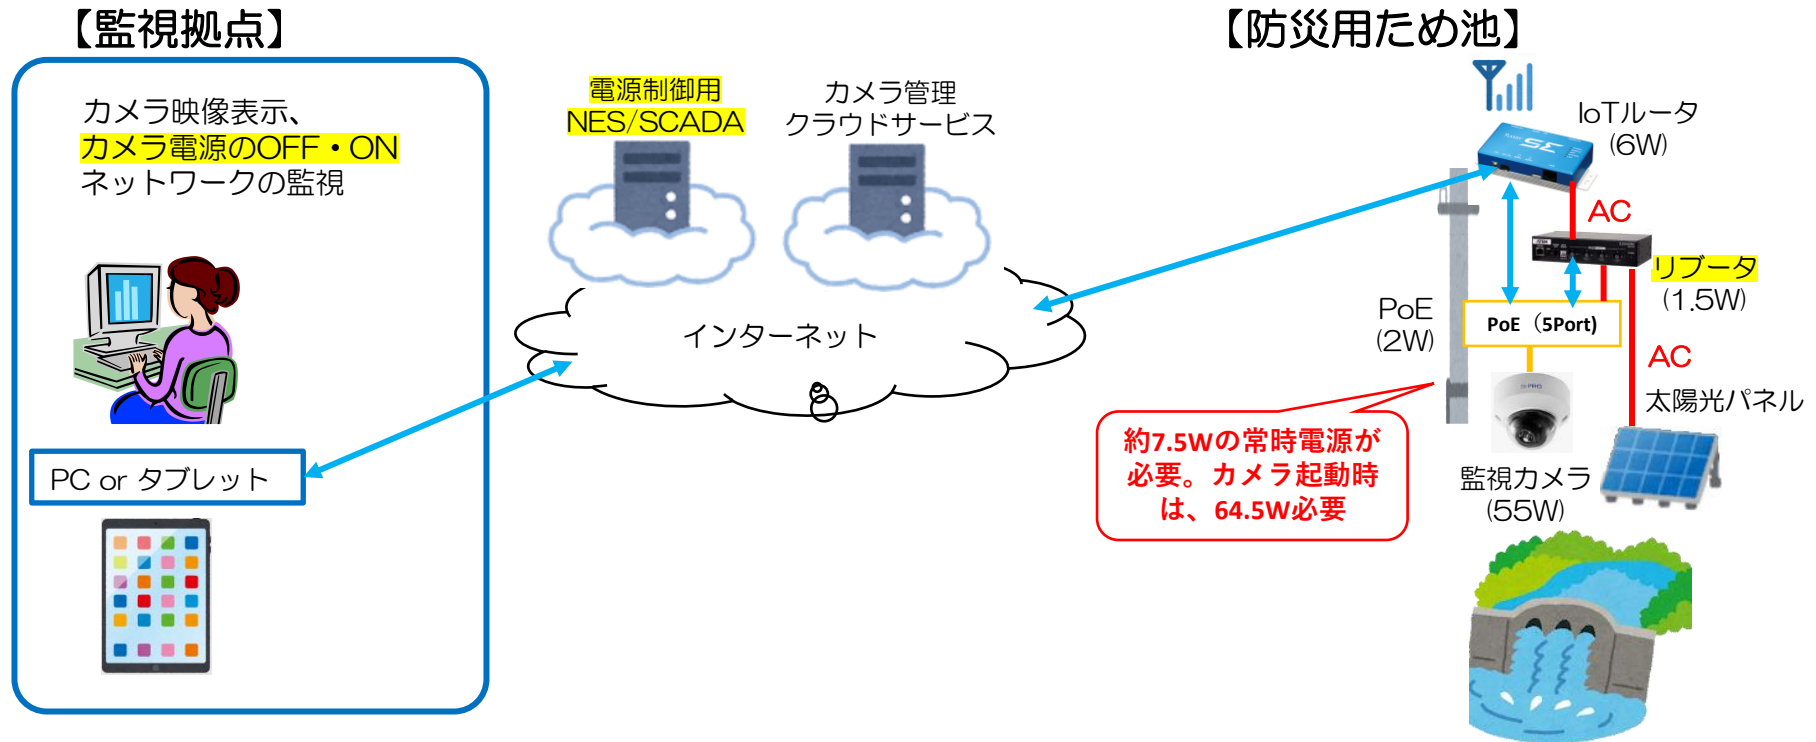 【監視拠点】
カメラ映像表示、
カメラ電源のOFF・ON
ネットワークの監視
PC or タブレット
電源制御用
NES/SCADA
カメラ管理
クラウドサービス
インターネット
【防災用ため池】
IoTルータ
(6W)
AC
リブータ
(1.5W)
PoE
(2W)
PoE（5Port)
AC
太陽光パネル
監視カメラ
(55W)
約7.5Wの常時電源が
必要。カメラ起動時
は、64.5W必要